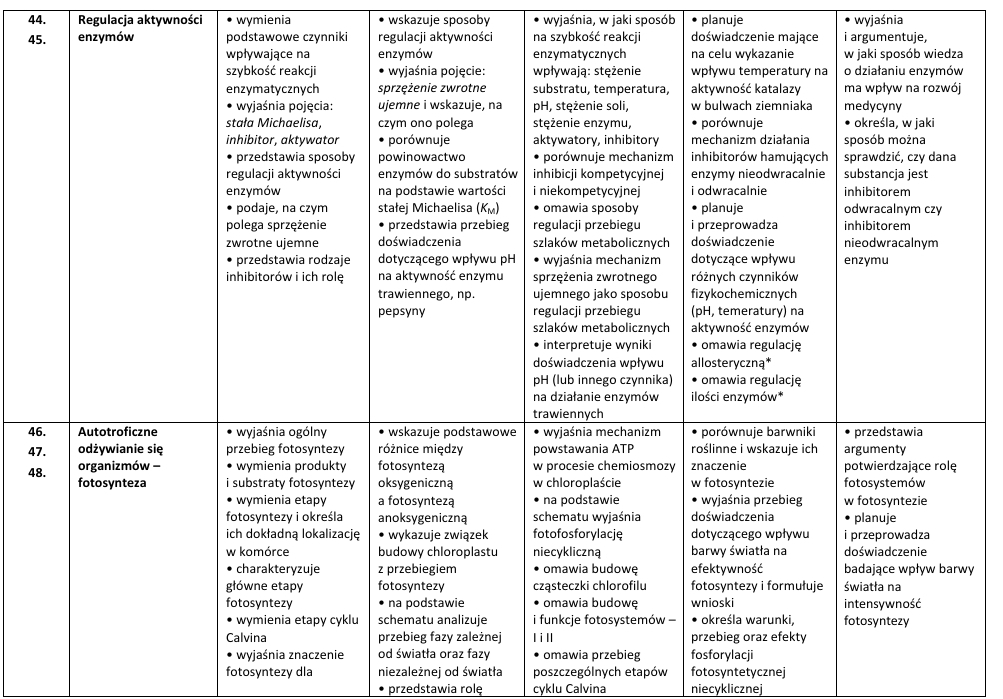 44.
45.
Regulacja aktywności
enzymów
• wymienia
podstawowe czynniki
wpływające na
szybkość reakcji
enzymatycznych
• wyjaśnia pojęcia:
stała Michaelisa,
inhibitor, aktywator
• przedstawia sposoby
regulacji aktywności
enzymów
• podaje, na czym
polega sprzężenie
zwrotne ujemne
• przedstawia rodzaje
inhibitorów i ich rolę
• wskazuje sposoby
regulacji aktywności
enzymów
• wyjaśnia pojęcie:
sprzężenie zwrotne
ujemne i wskazuje, na
czym ono polega
• porównuje
powinowactwo
enzymów do substratów
na podstawie wartości
stałej Michaelisa (KM)
• przedstawia przebieg
doświadczenia
dotyczącego wpływu pH
na aktywność enzymu
trawiennego, np.
pepsyny
• wyjaśnia, w jaki sposób
na szybkość reakcji
enzymatycznych
wpływają: stężenie
substratu, temperatura,
pH, stężenie soli,
stężenie enzymu,
aktywatory, inhibitory
• porównuje mechanizm
inhibicji kompetycyjnej
i niekompetycyjnej
• omawia sposoby
regulacji przebiegu
szlaków metabolicznych
• wyjaśnia mechanizm
sprzężenia zwrotnego
ujemnego jako sposobu
regulacji przebiegu
szlaków metabolicznych
• interpretuje wyniki
doświadczenia wpływu
pH (lub innego czynnika)
na działanie enzymów
trawiennych
• planuje
doświadczenie mające
na celu wykazanie
wpływu temperatury na
aktywność katalazy
w bulwach ziemniaka
• porównuje
mechanizm działania
inhibitorów hamujących
enzymy nieodwracalnie
i odwracalnie
• planuje
i przeprowadza
doświadczenie
dotyczące wpływu
różnych czynników
fizykochemicznych
(pH, temeratury) na
aktywność enzymów
• omawia regulację
allosteryczną*
• omawia regulację
ilości enzymów*
• wyjaśnia
i argumentuje,
w jaki sposób wiedza
o działaniu enzymów
ma wpływ na rozwój
medycyny
• określa, w jaki
sposób można
sprawdzić, czy dana
substancja jest
inhibitorem
odwracalnym czy
inhibitorem
nieodwracalnym
enzymu
46.
47.
48.
Autotroficzne
odżywianie się
organizmów –
fotosynteza
• wyjaśnia ogólny
przebieg fotosyntezy
• wymienia produkty
i substraty fotosyntezy
• wymienia etapy
fotosyntezy i określa
ich dokładną lokalizację
w komórce
• charakteryzuje
główne etapy
fotosyntezy
• wymienia etapy cyklu
Calvina
• wyjaśnia znaczenie
fotosyntezy dla
• wskazuje podstawowe
różnice między
fotosyntezą
oksygeniczną
a fotosyntezą
anoksygeniczną
• wykazuje związek
budowy chloroplastu
z przebiegiem
fotosyntezy
• na podstawie
schematu analizuje
przebieg fazy zależnej
od światła oraz fazy
niezależnej od światła
• przedstawia rolę
• wyjaśnia mechanizm
powstawania ATP
w procesie chemiosmozy
w chloroplaście
• na podstawie
schematu wyjaśnia
fotofosforylację
niecykliczną
• omawia budowę
cząsteczki chlorofilu
• omawia budowę
i funkcje fotosystemów –
I i II
• omawia przebieg
poszczególnych etapów
cyklu Calvina
• porównuje barwniki
roślinne i wskazuje ich
znaczenie
w fotosyntezie
• wyjaśnia przebieg
doświadczenia
dotyczącego wpływu
barwy światła na
efektywność
fotosyntezy i formułuje
wnioski
• określa warunki,
przebieg oraz efekty
fosforylacji
fotosyntetycznej
niecyklicznej
• przedstawia
argumenty
potwierdzające rolę
fotosystemów
w fotosyntezie
• planuje
i przeprowadza
doświadczenie
badające wpływ barwy
światła na
intensywność
fotosyntezy